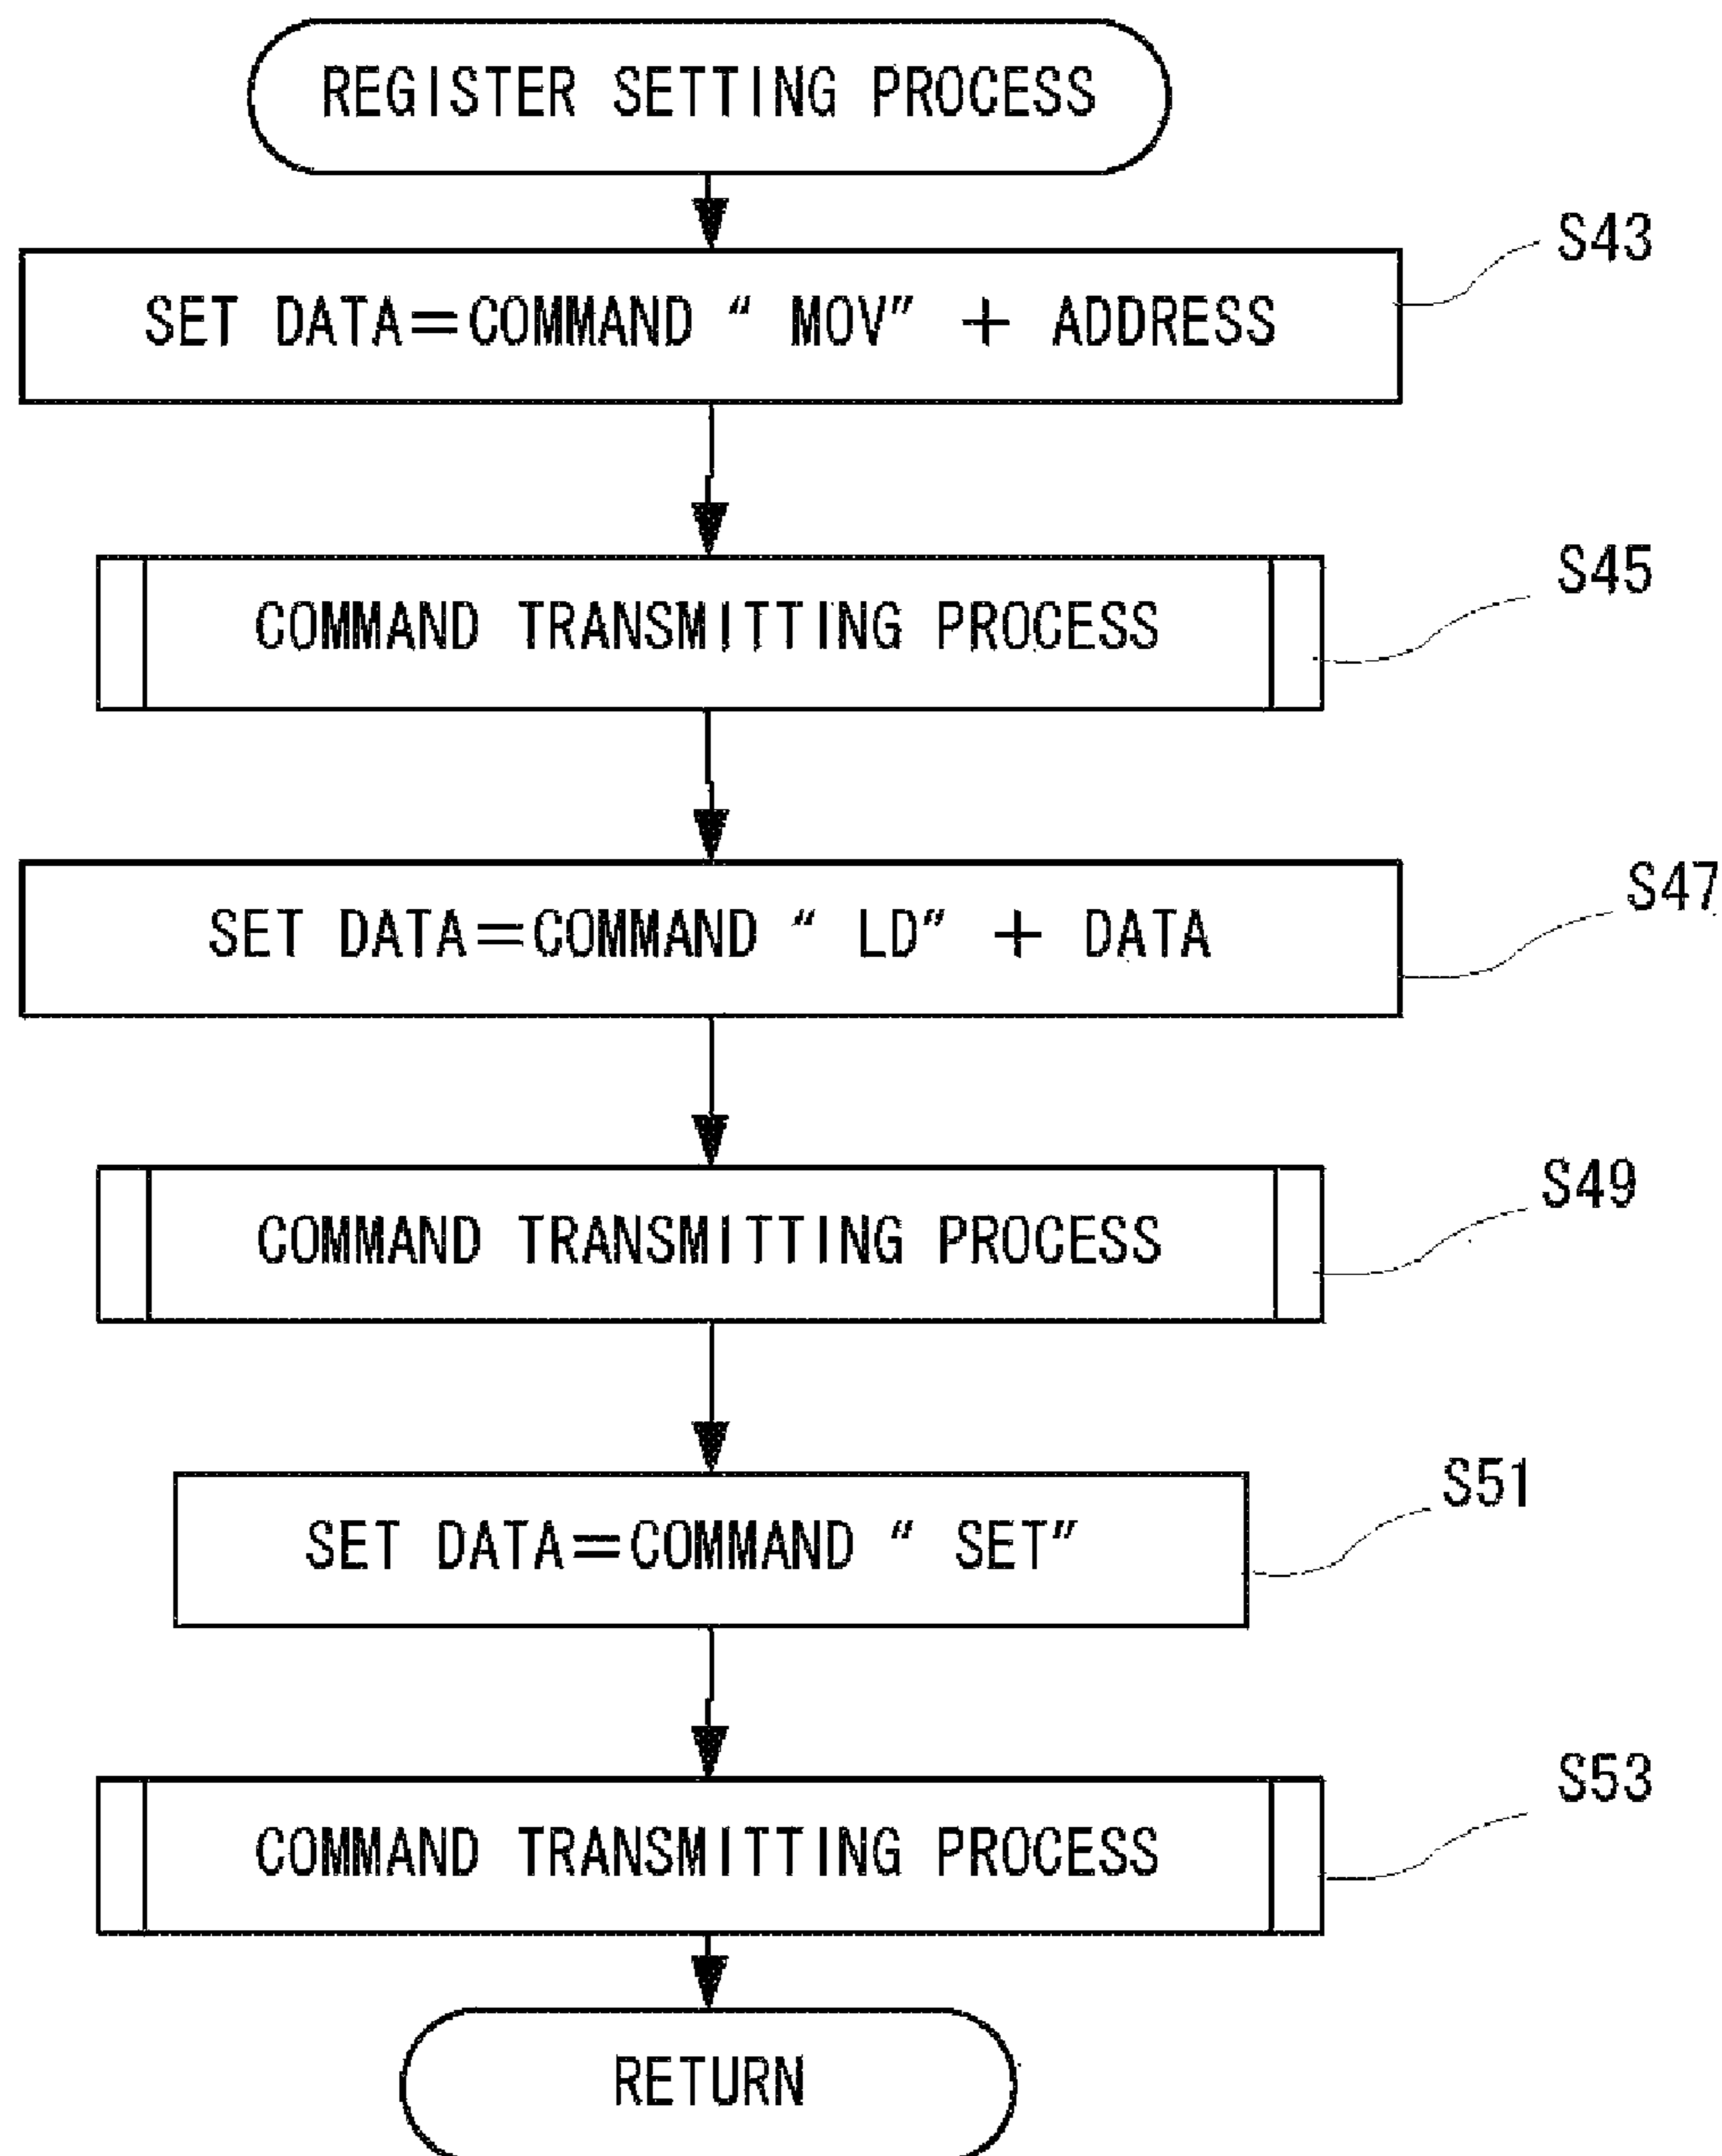 REGISTER SETTING PROCESS
S43
SET DATA=COMMAND “ MOV” + ADDRESS
S45
COMMAND TRANSMITTING PROCESS
S47
SET DATA=COMMAND “ LD” + DATA
S49
COMMAND TRANSMITTING PROCESS
S51
SET DATA=COMMAND “ SET”
S53
COMMAND TRANSMITTING PROCESS
RETURN